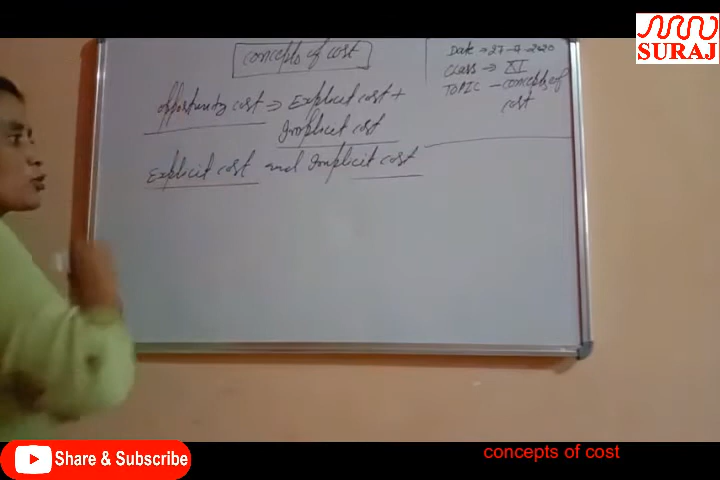 SURAJ
concepts of cost
Date → 27-7-2020
Class → XI
TOPIC - concepts of
cost
opportunity cost ⇒ Explicit cost +
Implicit cost
Explicit cost and Implicit cost
Share & Subscribe
concepts of cost